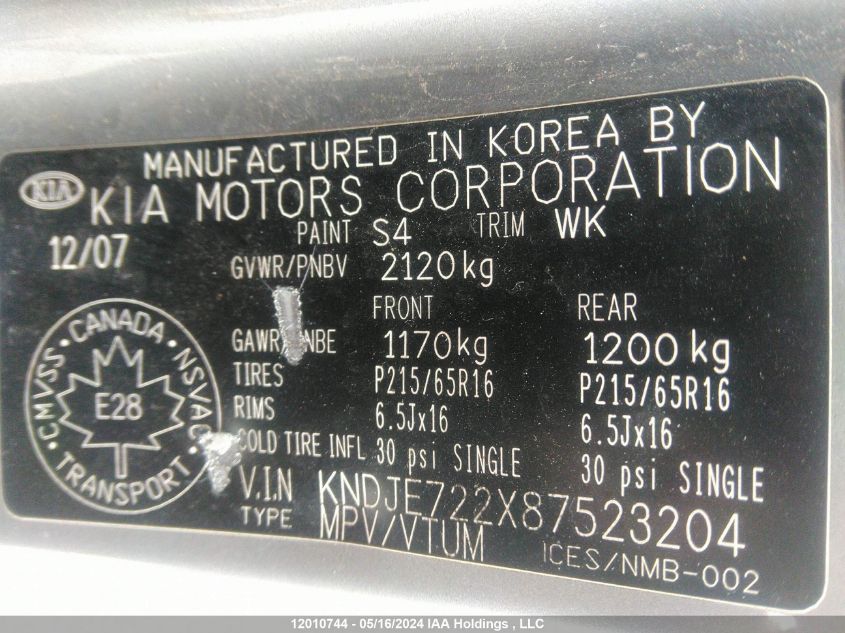 MANUFACTURED IN KOREA BY
KIA KIA MOTORS CORPORATION
12/07 PAINT S4 TRIM WK
GVWR/PNBV 2120kg
FRONT REAR
GAWR/ NBE 1170kg 1200kg
TIRES P215/65R16 P215/65R16
RIMS 6.5Jx16 6.5Jx16
COLD TIRE INFL 30 psi SINGLE 30 psi SINGLE
V.I.N KNDJE722X87523204
TYPE MPV/VTUM ICES/NMB-002
CANADA
CMVSS · NSVAC
E28
TRANSPORT
12010744 - 05/16/2024 IAA Holdings , LLC